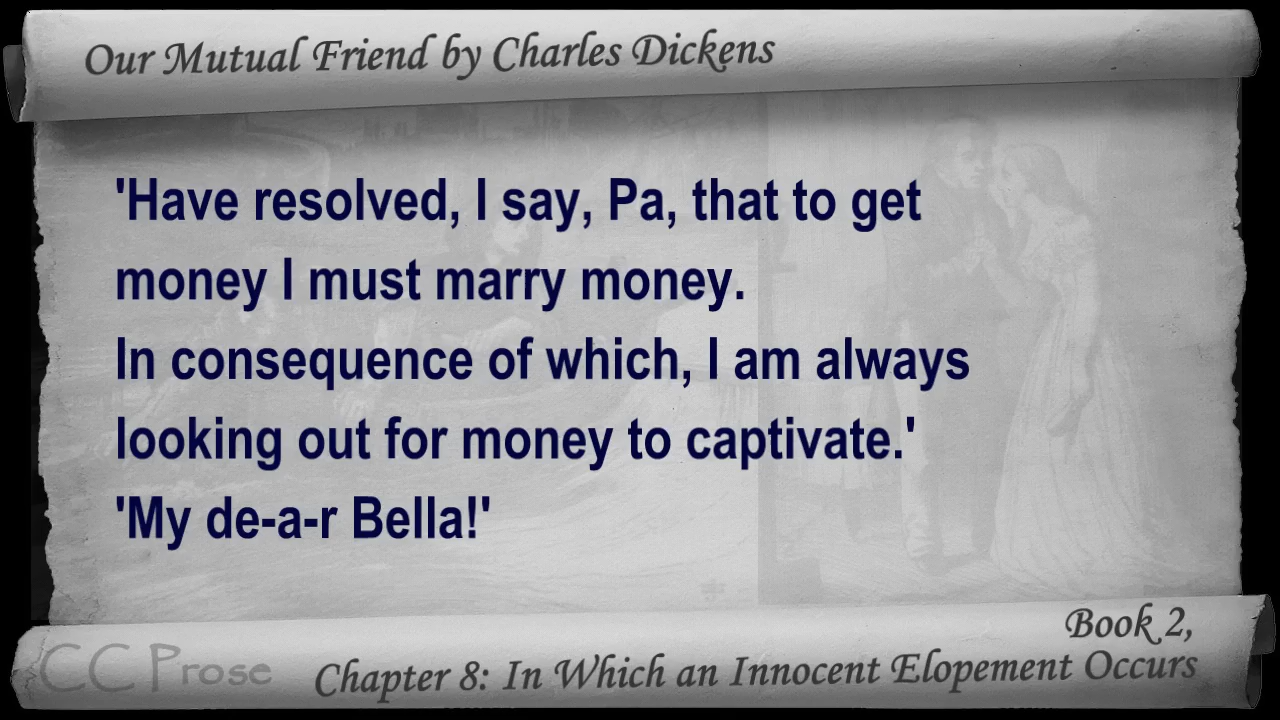 Our Mutual Friend by Charles Dickens
'Have resolved, I say, Pa, that to get
money I must marry money.
In consequence of which, I am always
looking out for money to captivate.'
'My de-a-r Bella!'
Book 2,
Chapter 8: In Which an Innocent Elopement Occurs
CC Prose